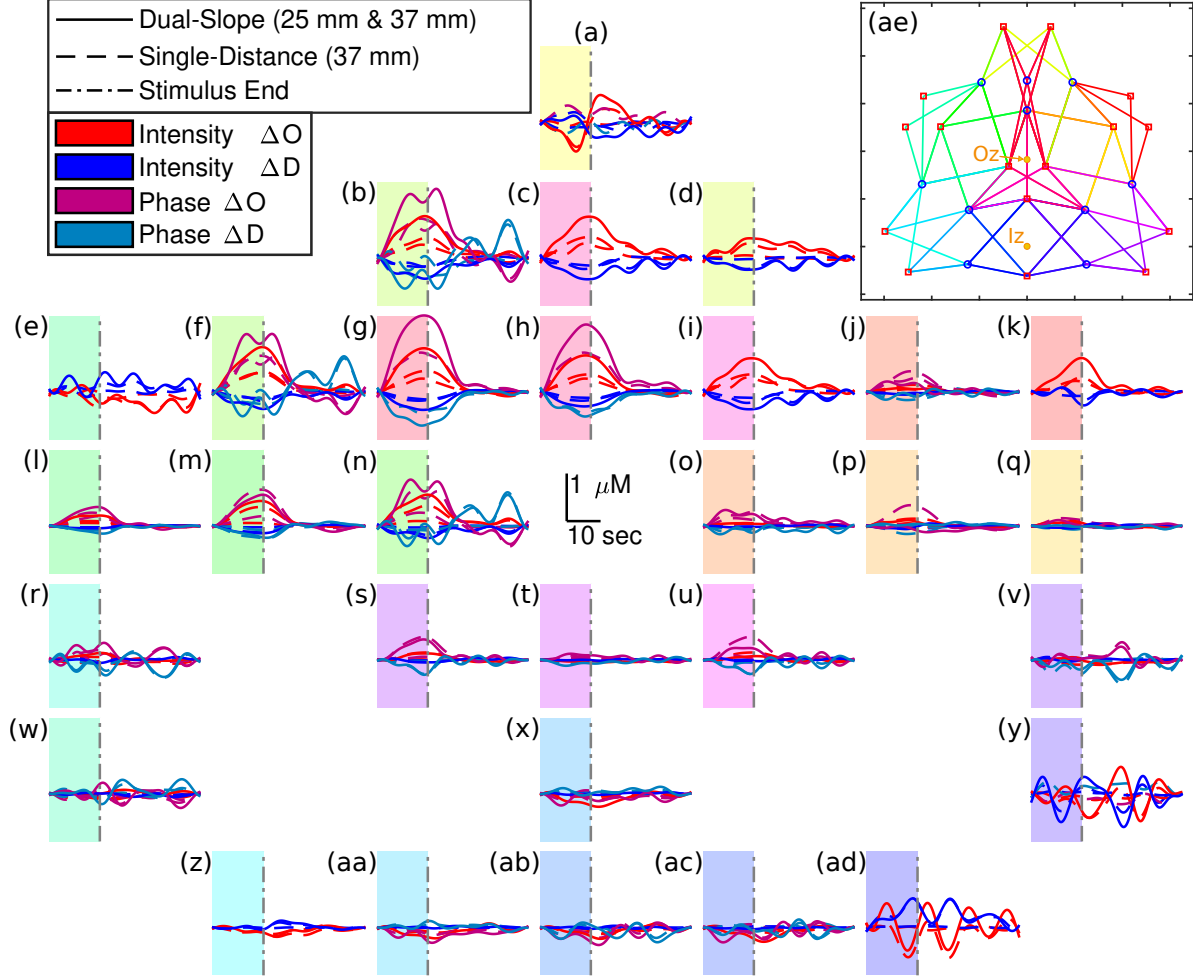 Dual-Slope (25 mm & 37 mm)
Single-Distance (37 mm)
Stimulus End
Intensity ΔO
Intensity ΔD
Phase ΔO
Phase ΔD
(a)
(ae)
Oz
Iz
(b) (c) (d)
(e) (f) (g) (h) (i) (j) (k)
(l) (m) (n) (o) (p) (q)
1 μM
10 sec
(r) (s) (t) (u) (v)
(w) (x) (y)
(z) (aa) (ab) (ac) (ad)